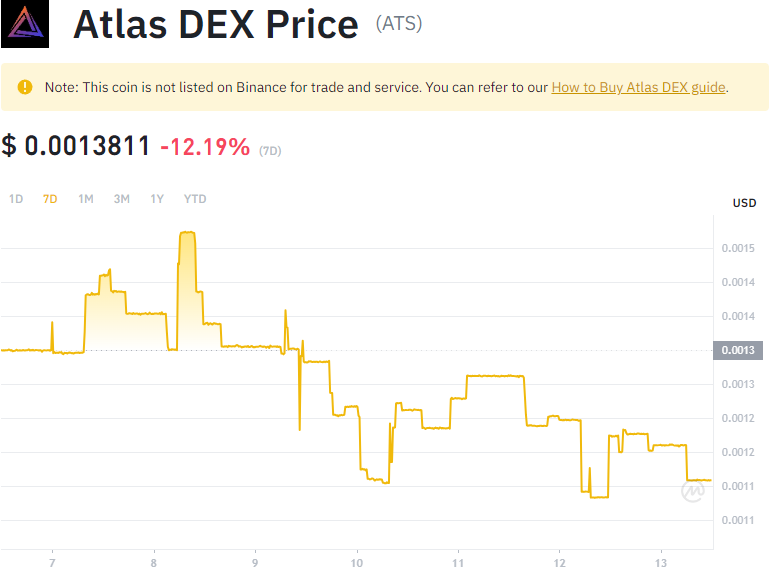 Atlas DEX Price (ATS)
Note: This coin is not listed on Binance for trade and service. You can refer to our How to Buy Atlas DEX guide.
$ 0.0013811 -12.19% (7D)
1D 7D 1M 3M 1Y YTD
USD
0.0015
0.0014
0.0014
0.0013
0.0013
0.0012
0.0012
0.0011
0.0011
7 8 9 10 11 12 13